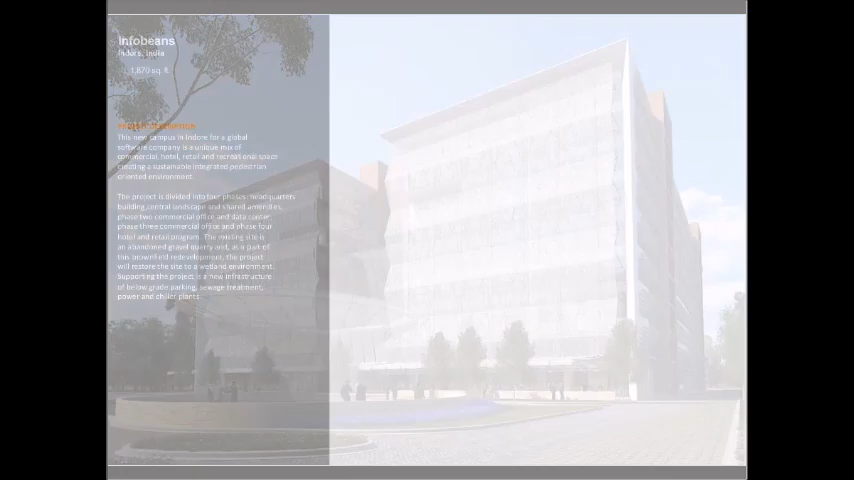 Infobeans
Indore, India
1,870 sq. ft.
This new campus in Indore for a global
software company is a unique mix of
commercial, hotel, retail and recreational space
creating a sustainable integrated pedestrian
oriented environment.
The project is divided into four phases: headquarters
building,central landscape and shared amenities,
phase two commercial office and data center,
phase three commercial office and phase four
hotel and retail program. The existing site is
an abandoned gravel quarry and, as a part of
this brownfield redevelopment, the project
will restore the site to a wetland environment.
Supporting the project is a new infrastructure
of below grade parking, sewage treatment,
power and chiller plants.